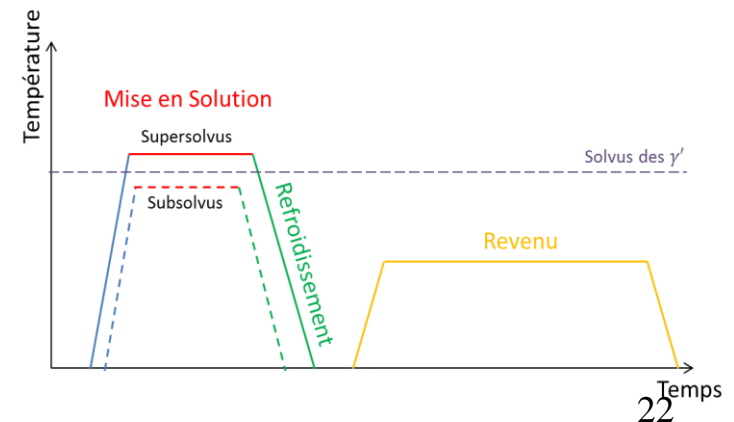 Température
Mise en Solution
Supersolvus
Solvus des γ′
Subsolvus
Refroidissement
Revenu
Temps
22